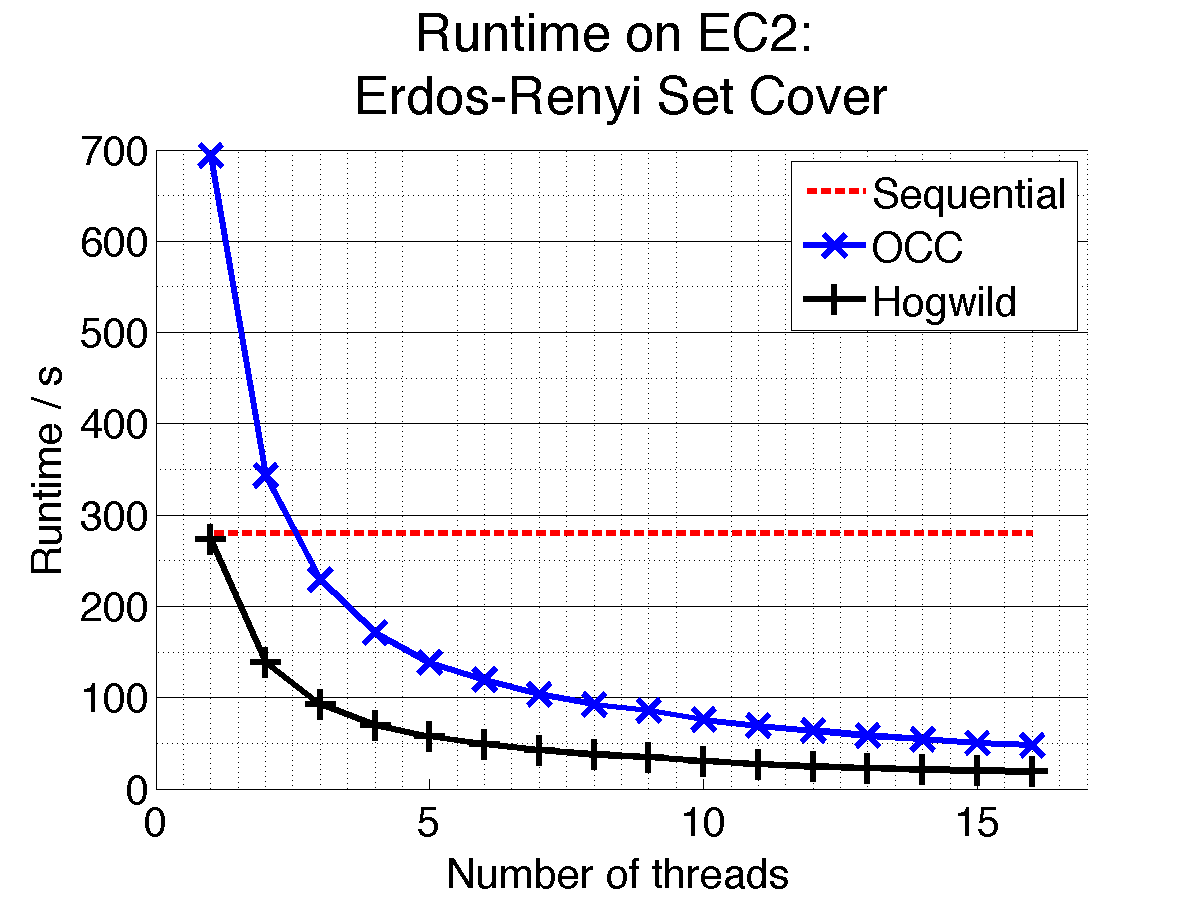 Runtime on EC2:
Erdos-Renyi Set Cover
700
600
500
400
300
200
100
0
Runtime / s
Sequential
OCC
Hogwild
0 5 10 15
Number of threads